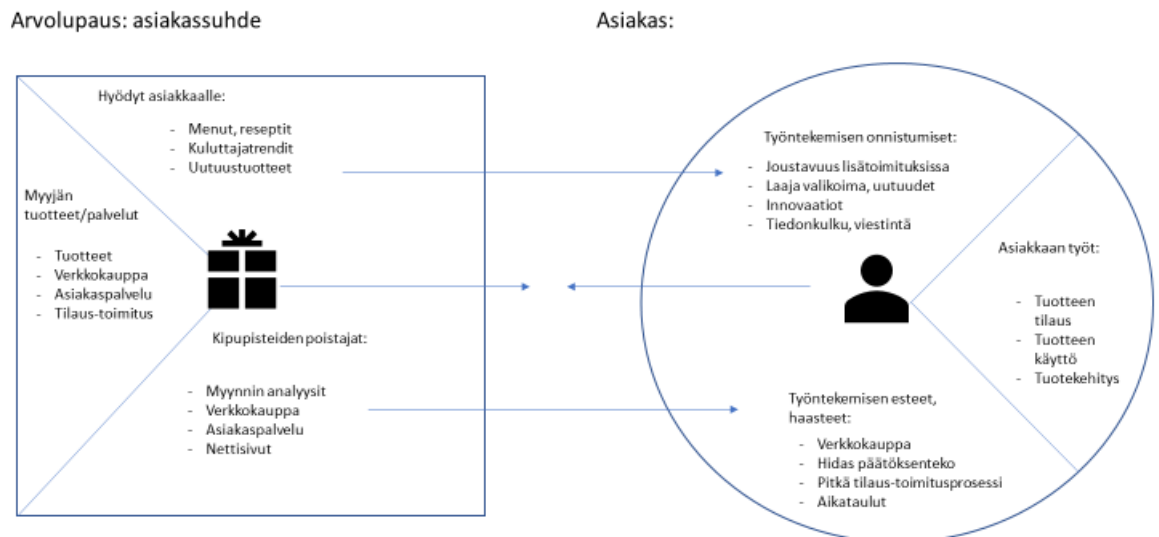 Arvolupaus: asiakassuhde
Asiakas:
Hyödyt asiakkaalle:
- Menut, reseptit
- Kuluttajatrendit
- Uutuustuotteet
Myyjän
tuotteet/palvelut
- Tuotteet
- Verkkokauppa
- Asiakaspalvelu
- Tilaus-toimitus
Kipupisteiden poistajat:
- Myynnin analyysit
- Verkkokauppa
- Asiakaspalvelu
- Nettisivut
Työntekemisen onnistumiset:
- Joustavuus lisätoimituksissa
- Laaja valikoima, uutuudet
- Innovaatiot
- Tiedonkulku, viestintä
Asiakkaan työt:
- Tuotteen
tilaus
- Tuotteen
käyttö
- Tuotekehitys
Työntekemisen esteet,
haasteet:
- Verkkokauppa
- Hidas päätöksenteko
- Pitkä tilaus-toimitusprosessi
- Aikataulut